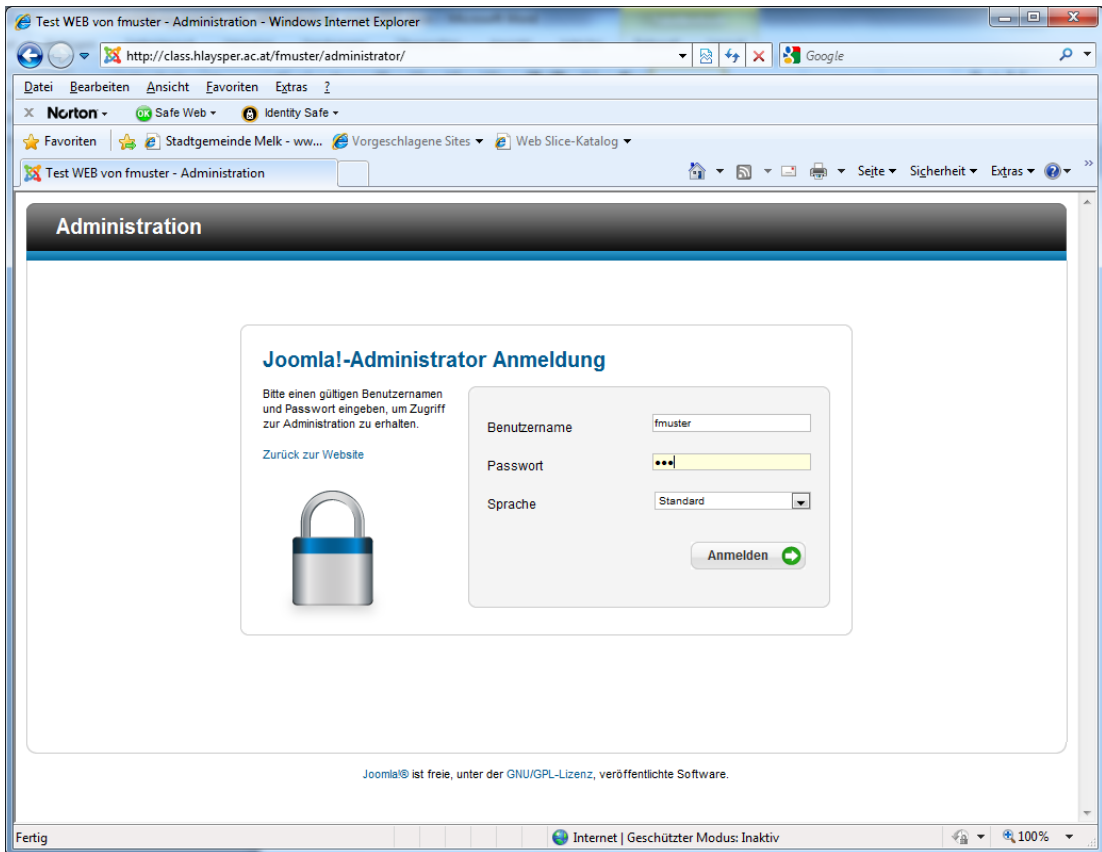 Test WEB von fmuster - Administration - Windows Internet Explorer
http://class.hlaysper.ac.at/fmuster/administrator/
Google
Datei Bearbeiten Ansicht Favoriten Extras ?
Norton Safe Web Identity Safe
Favoriten Stadtgemeinde Melk - ww... Vorgeschlagene Sites Web Slice-Katalog
Test WEB von fmuster - Administration Seite Sicherheit Extras
Administration
Joomla!-Administrator Anmeldung
Bitte einen gültigen Benutzernamen
und Passwort eingeben, um Zugriff
zur Administration zu erhalten.
Zurück zur Website
Benutzername fmuster
Passwort •••
Sprache Standard
Anmelden
Joomla!® ist freie, unter der GNU/GPL-Lizenz, veröffentlichte Software.
Fertig Internet | Geschützter Modus: Inaktiv 100%